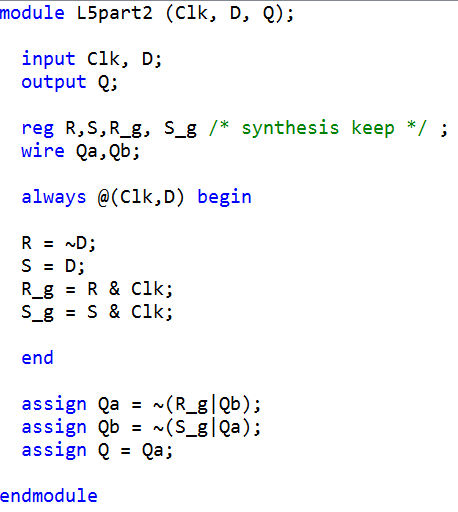 module L5part2 (Clk, D, Q);
input Clk, D;
output Q;
reg R,S,R_g, S_g /* synthesis keep */ ;
wire Qa,Qb;
always @(Clk,D) begin
R = ~D;
S = D;
R_g = R & Clk;
S_g = S & Clk;
end
assign Qa = ~(R_g|Qb);
assign Qb = ~(S_g|Qa);
assign Q = Qa;
endmodule